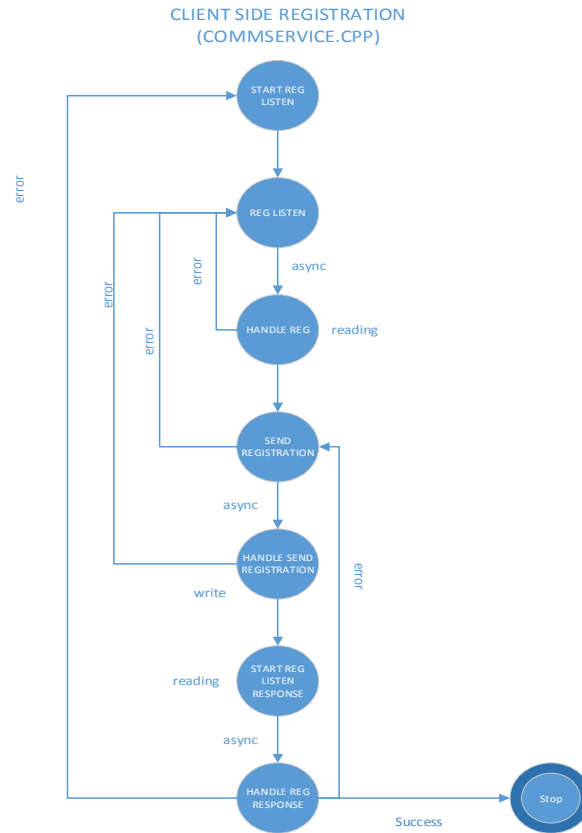 CLIENT SIDE REGISTRATION
(COMMSERVICE.CPP)
START REG
LISTEN
error
REG LISTEN
async
error
error
error
HANDLE REG
reading
SEND
REGISTRATION
async
HANDLE SEND
REGISTRATION
error
write
START REG
LISTEN
RESPONSE
reading
async
HANDLE REG
RESPONSE
Stop
Success